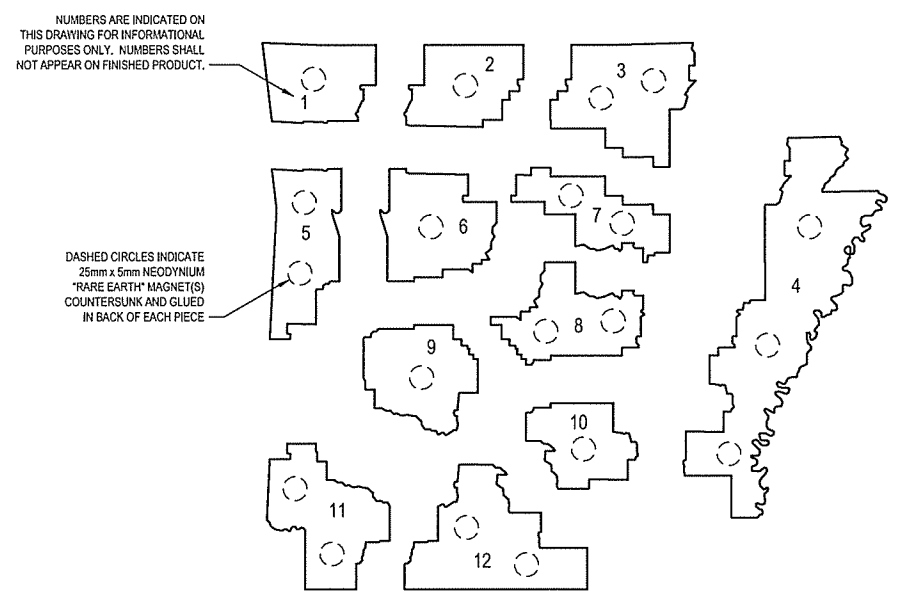 NUMBERS ARE INDICATED ON
THIS DRAWING FOR INFORMATIONAL
PURPOSES ONLY. NUMBERS SHALL
NOT APPEAR ON FINISHED PRODUCT.
1
2
3
4
5
6
7
DASHED CIRCLES INDICATE
25mm x 5mm NEODYNIUM
"RARE EARTH" MAGNET(S)
COUNTERSUNK AND GLUED
IN BACK OF EACH PIECE
8
9
10
11
12